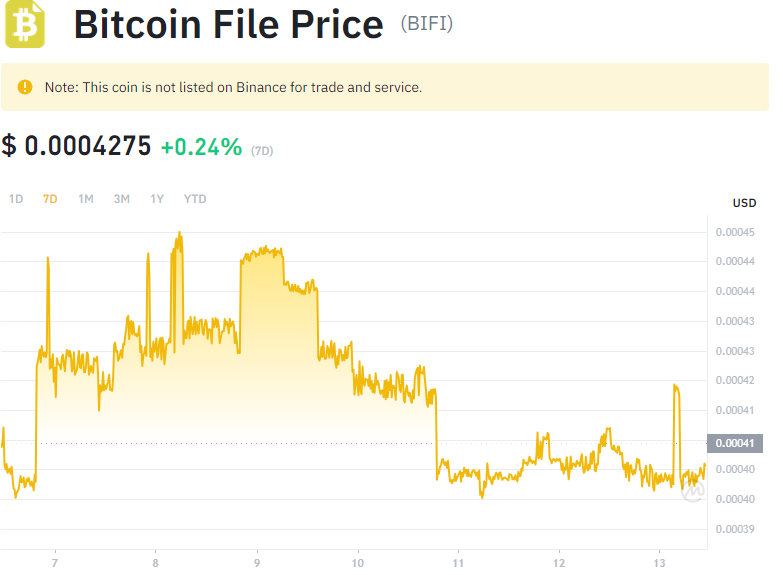 Bitcoin File Price (BIFI)
Note: This coin is not listed on Binance for trade and service.
$ 0.0004275 +0.24% (7D)
1D 7D 1M 3M 1Y YTD
USD
0.00045
0.00044
0.00044
0.00043
0.00043
0.00042
0.00041
0.00041
0.00040
0.00040
0.00039
7 8 9 10 11 12 13